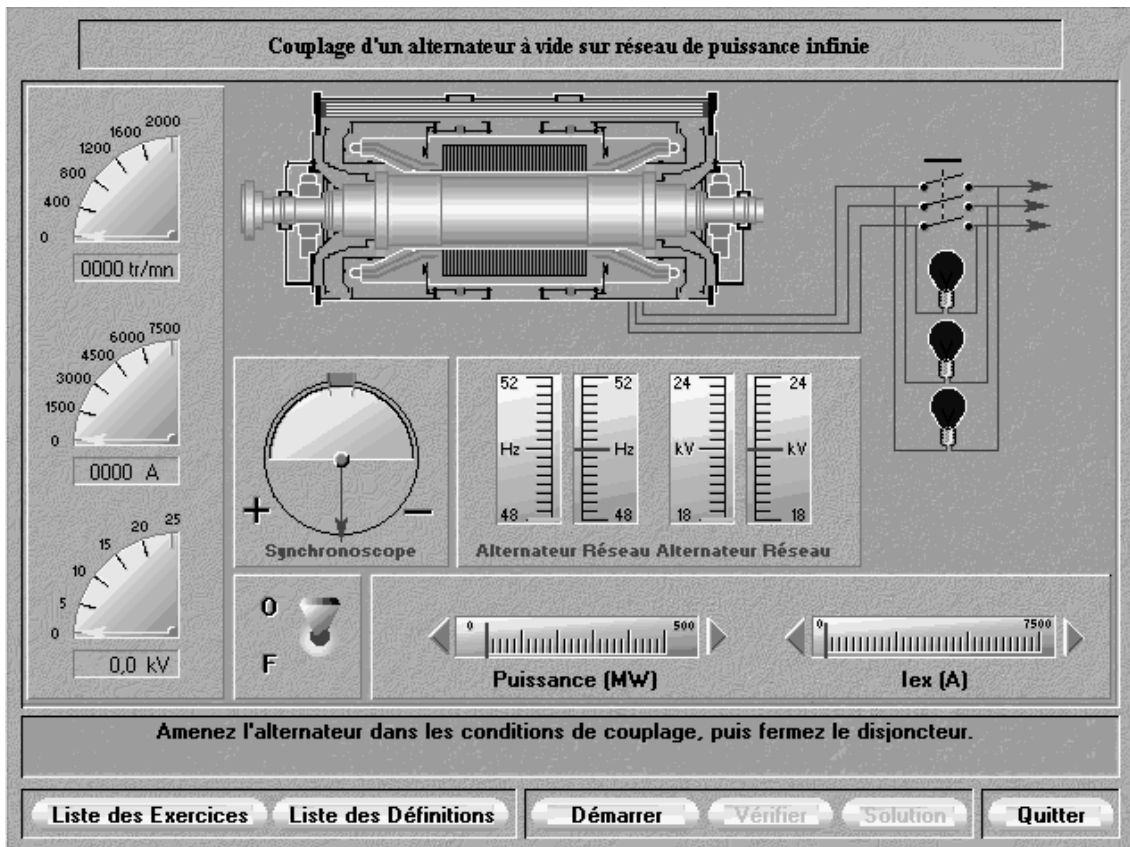 Couplage d'un alternateur à vide sur réseau de puissance infinie
2000
1600
1200
800
400
0
0000 tr/mn
7500
6000
4500
3000
1500
0
0000 A
25
20
15
10
5
0
0,0 kV
+
−
Synchronoscope
52 52 24 24
Hz Hz kV kV
48 48 18 18
Alternateur Réseau Alternateur Réseau
O
F
0 500
Puissance (MW)
0 7500
Iex (A)
Amenez l'alternateur dans les conditions de couplage, puis fermez le disjoncteur.
Liste des Exercices Liste des Définitions Démarrer Vérifier Solution Quitter